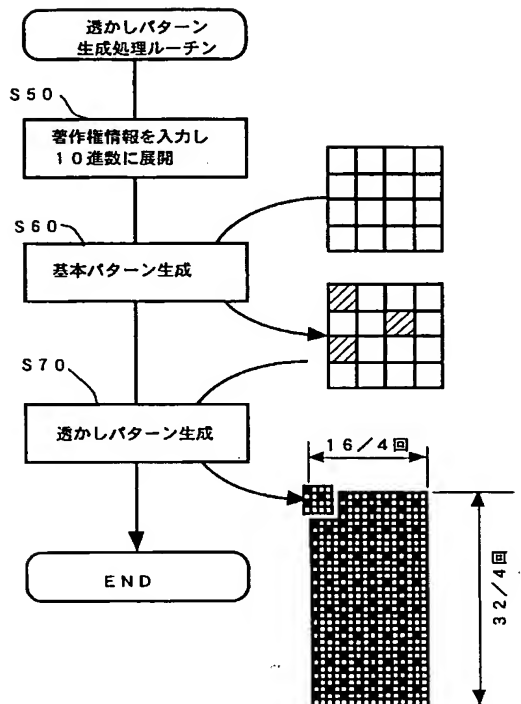 透かしパターン
生成処理ルーチン
S50
著作権情報を入力し
10進数に展開
S60
基本パターン生成
S70
透かしパターン生成
16/4回
32/4回
END